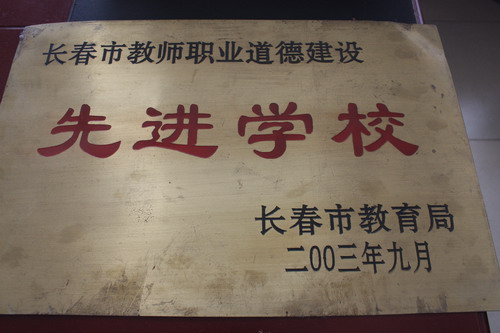 长春市教师职业道德建设
先进学校
长春市教育局
二00三年九月